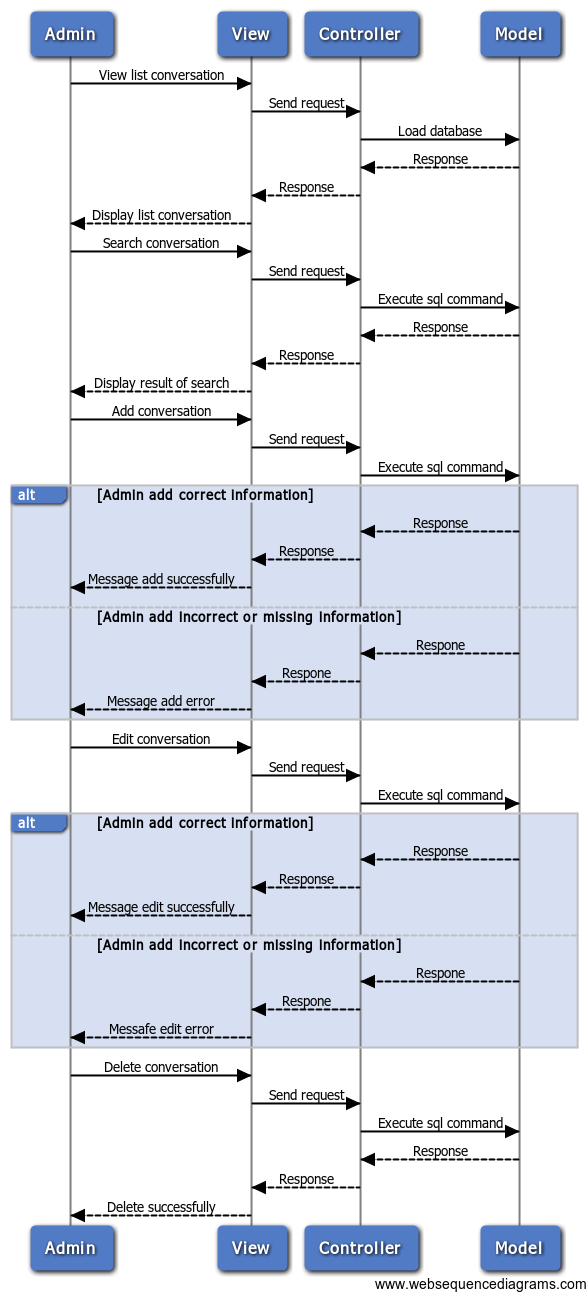 Admin View Controller Model
View list conversation
Send request
Load database
Response
Response
Display list conversation
Search conversation
Send request
Execute sql command
Response
Response
Display result of search
Add conversation
Send request
Execute sql command
alt [Admin add correct information]
Response
Response
Message add successfully
[Admin add incorrect or missing information]
Respone
Respone
Message add error
Edit conversation
Send request
Execute sql command
alt [Admin add correct information]
Response
Response
Message edit successfully
[Admin add incorrect or missing information]
Respone
Respone
Messafe edit error
Delete conversation
Send request
Execute sql command
Response
Response
Delete successfully
Admin View Controller Model
www.websequencediagrams.com